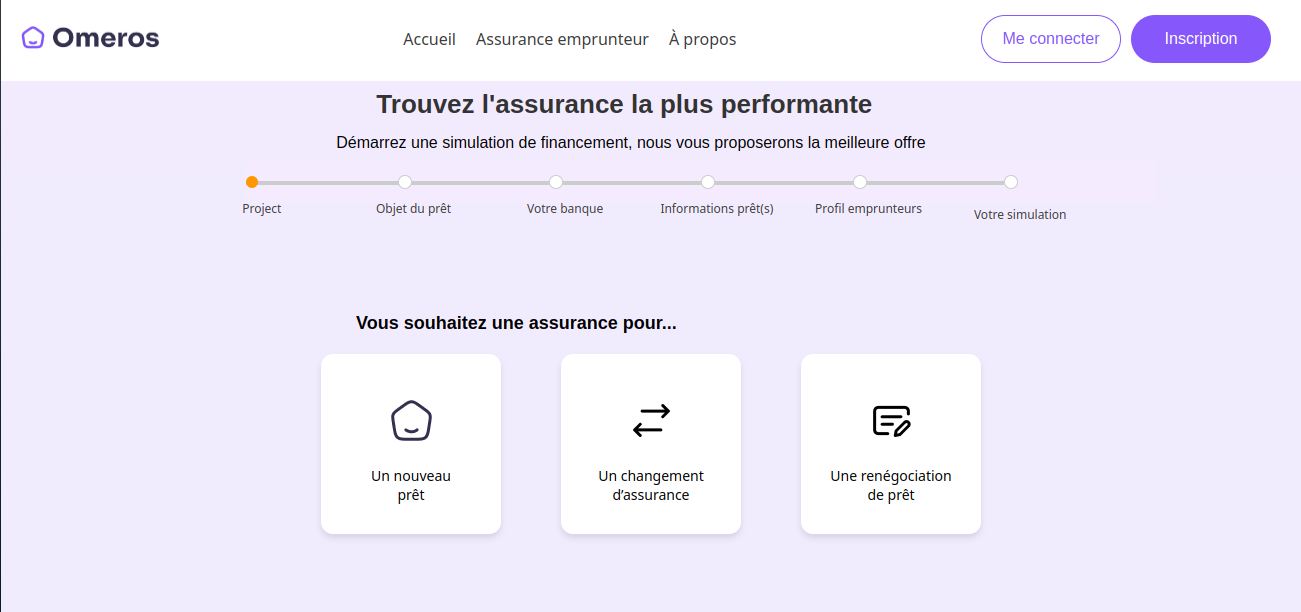 Omeros
Accueil Assurance emprunteur À propos
Me connecter
Inscription
Trouvez l'assurance la plus performante
Démarrez une simulation de financement, nous vous proposerons la meilleure offre
Project
Objet du prêt
Votre banque
Informations prêt(s)
Profil emprunteurs
Votre simulation
Vous souhaitez une assurance pour...
Un nouveau
prêt
Un changement
d’assurance
Une renégociation
de prêt